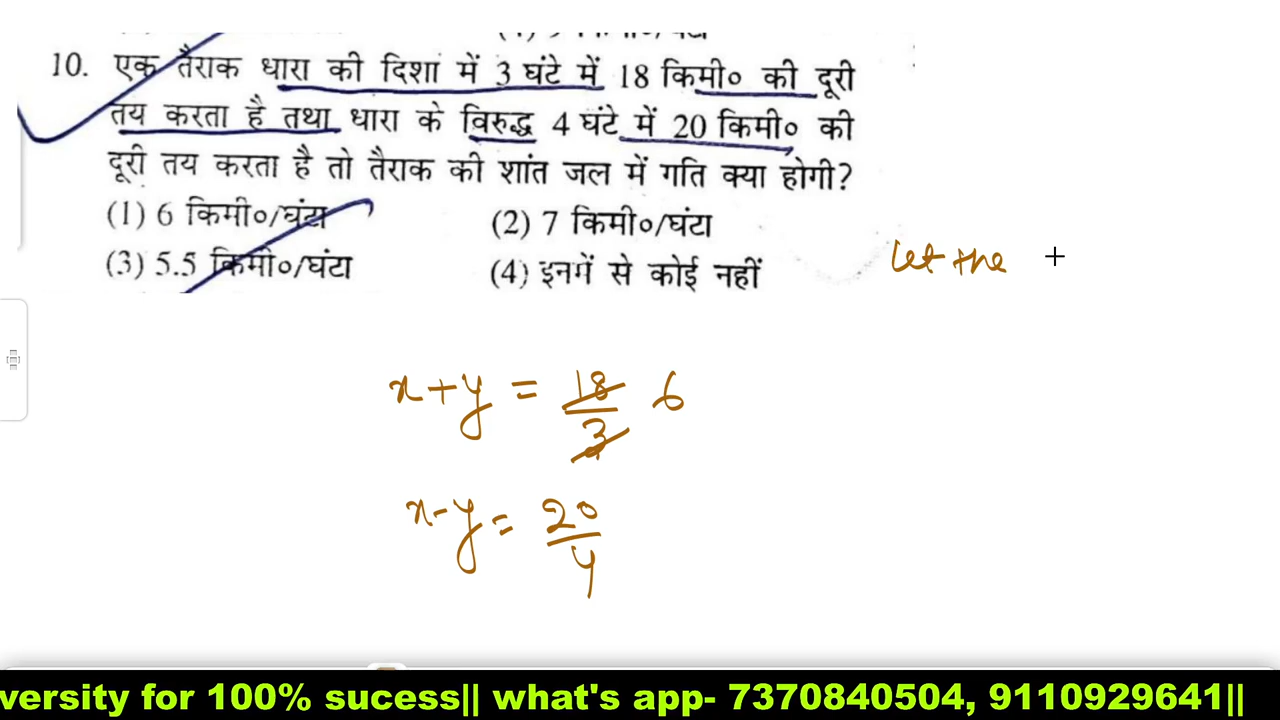 10. एक तैराक धारा की दिशा में 3 घंटे में 18 किमी० की दूरी
तय करता है तथा धारा के विरुद्ध 4 घंटे में 20 किमी० की
दूरी तय करता है तो तैराक की शांत जल में गति क्या होगी?
(1) 6 किमी०/घंटा (2) 7 किमी०/घंटा
(3) 5.5 किमी०/घंटा (4) इनमें से कोई नहीं
let the
x+y = 18/3 6
x-y = 20/4
versity for 100% sucess|| what's app- 7370840504, 9110929641||